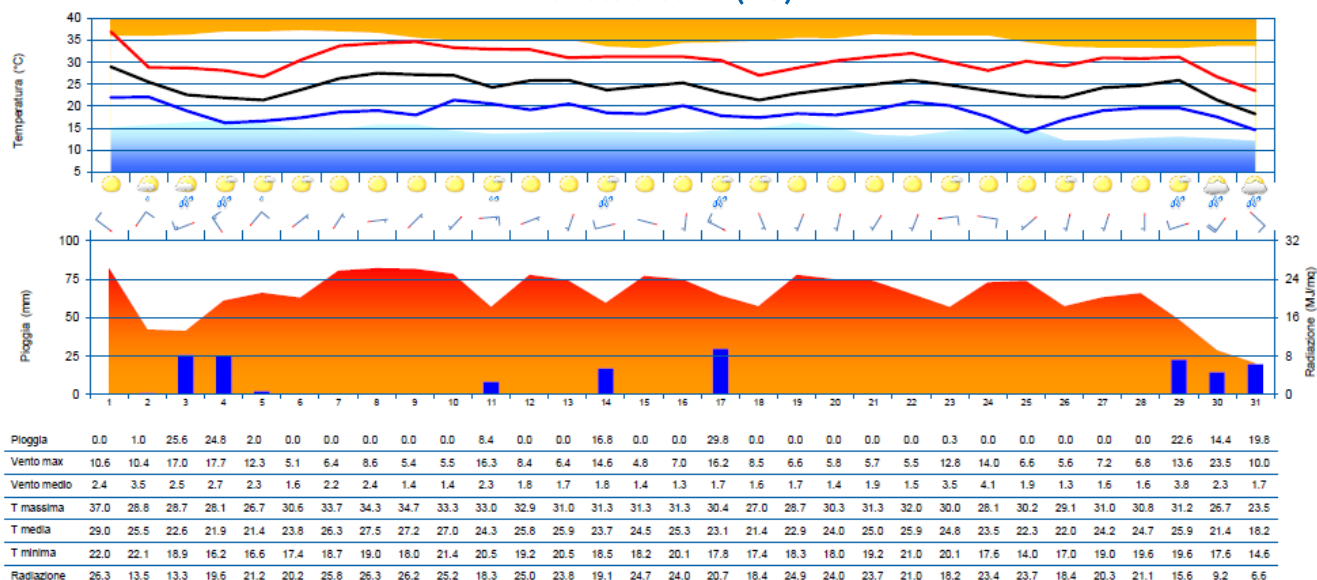 40
35
30
25
20
15
10
5
Temperatura (°C)
100
75
50
25
0
Pioggia (mm)
32
24
16
8
0
Radiazione (MJ/mq)
1 2 3 4 5 6 7 8 9 10 11 12 13 14 15 16 17 18 19 20 21 22 23 24 25 26 27 28 29 30 31
Pioggia 0.0 1.0 25.6 24.8 2.0 0.0 0.0 0.0 0.0 0.0 8.4 0.0 0.0 16.8 0.0 0.0 29.8 0.0 0.0 0.0 0.0 0.0 0.3 0.0 0.0 0.0 0.0 0.0 22.6 14.4 19.8
Vento max 10.6 10.4 17.0 17.7 12.3 5.1 6.4 8.6 5.4 5.5 16.3 8.4 6.4 14.6 4.8 7.0 16.2 8.5 6.6 5.8 5.7 5.5 12.8 14.0 6.6 5.6 7.2 6.8 13.6 23.5 10.0
Vento medio 2.4 3.5 2.5 2.7 2.3 1.6 2.2 2.4 1.4 1.4 2.3 1.8 1.7 1.8 1.4 1.3 1.7 1.6 1.7 1.4 1.9 1.5 3.5 4.1 1.9 1.3 1.6 1.6 3.8 2.3 1.7
T massima 37.0 28.8 28.7 28.1 26.7 30.6 33.7 34.3 34.7 33.3 33.0 32.9 31.0 31.3 31.3 31.3 30.4 27.0 28.7 30.3 31.3 32.0 30.0 28.1 30.2 29.1 31.0 30.8 31.2 26.7 23.5
T media 29.0 25.5 22.6 21.9 21.4 23.8 26.3 27.5 27.2 27.0 24.3 25.8 25.9 23.7 24.5 25.3 23.1 21.4 22.9 24.0 25.0 25.9 24.8 23.5 22.3 22.0 24.2 24.7 25.9 21.4 18.2
T minima 22.0 22.1 18.9 16.2 16.6 17.4 18.7 19.0 18.0 21.4 20.5 19.2 20.5 18.5 18.2 20.1 17.8 17.4 18.3 18.0 19.2 21.0 20.1 17.6 14.0 17.0 19.0 19.6 19.6 17.6 14.6
Radiazione 26.3 13.5 13.3 19.6 21.2 20.2 25.8 26.3 26.2 25.2 18.3 25.0 23.8 19.1 24.7 24.0 20.7 18.4 24.9 24.0 23.7 21.0 18.2 23.4 23.7 18.4 20.3 21.1 15.6 9.2 6.6